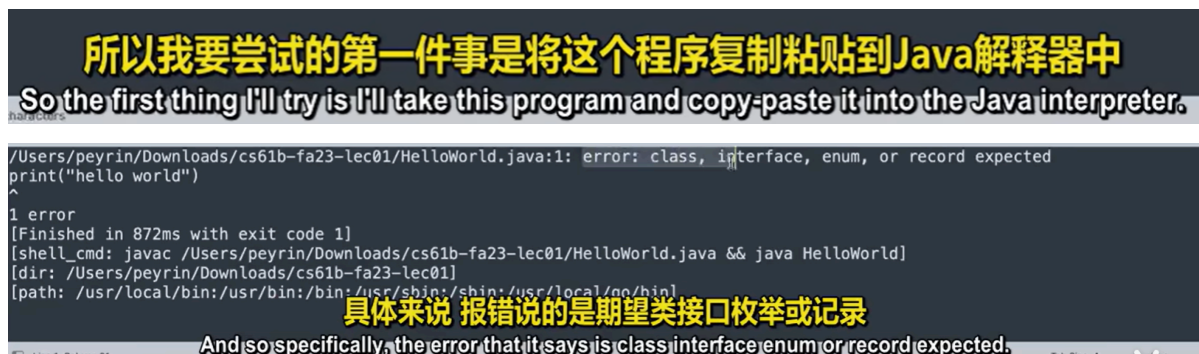 所以我要尝试的第一件事是将这个程序复制粘贴到Java解释器中
So the first thing I'll try is I'll take this program and copy-paste it into the Java interpreter.
characters
/Users/peyrin/Downloads/cs61b-fa23-lec01/HelloWorld.java:1: error: class, interface, enum, or record expected
print("hello world")
^
1 error
[Finished in 872ms with exit code 1]
[shell_cmd: javac /Users/peyrin/Downloads/cs61b-fa23-lec01/HelloWorld.java && java HelloWorld]
[dir: /Users/peyrin/Downloads/cs61b-fa23-lec01]
[path: /usr/local/bin:/usr/bin:/bin:/usr/sbin:/sbin:/usr/local/go/bin]
具体来说 报错说的是期望类接口枚举或记录
And so specifically, the error that it says is class interface enum or record expected.